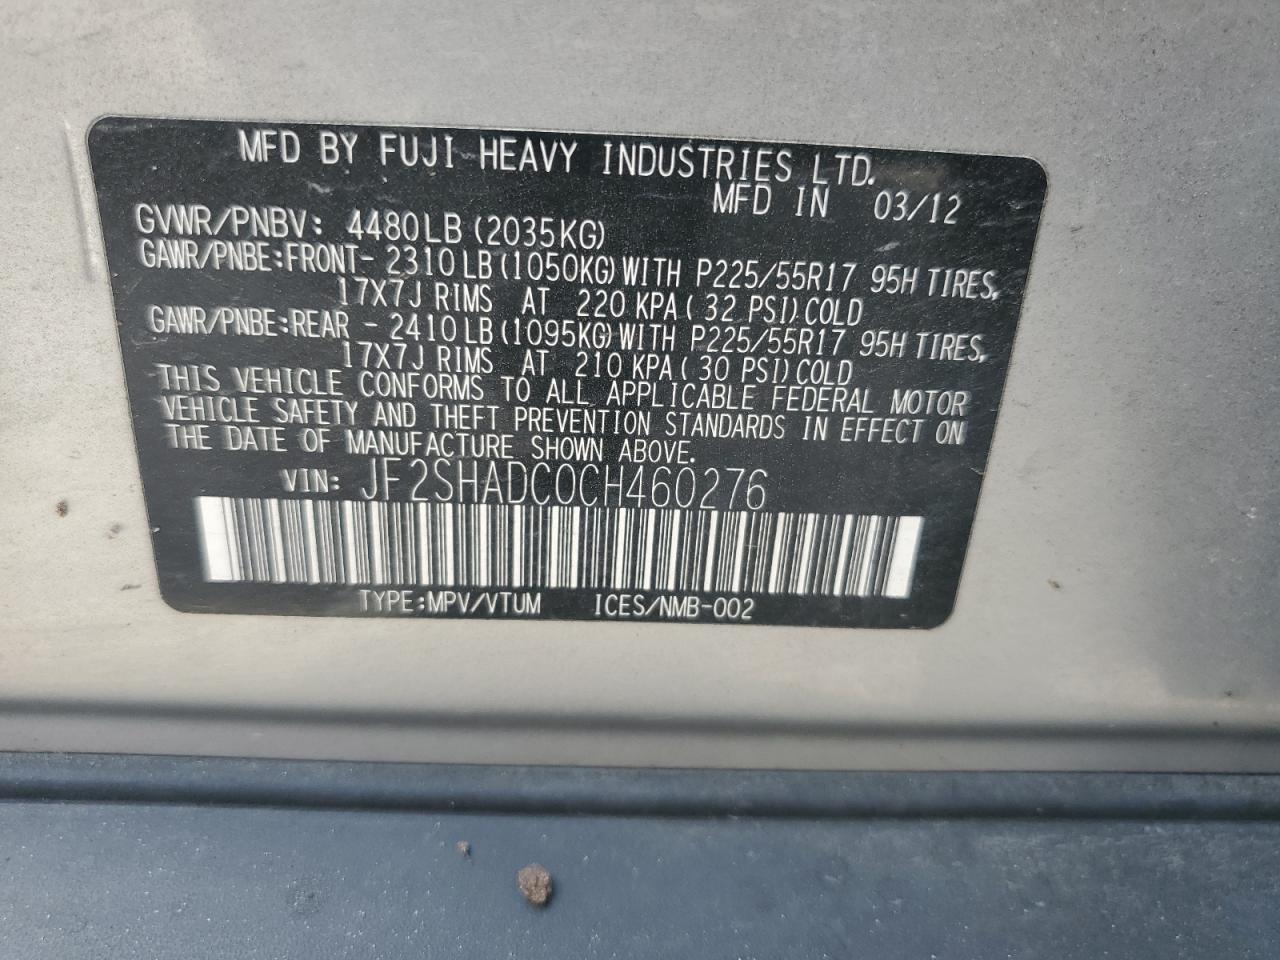 MFD BY FUJI HEAVY INDUSTRIES LTD.
MFD IN 03/12
GVWR/PNBV: 4480LB (2035KG)
GAWR/PNBE:FRONT- 2310 LB (1050KG) WITH P225/55R17 95H TIRES,
17X7J RIMS AT 220 KPA ( 32 PSI) COLD
GAWR/PNBE:REAR - 2410 LB (1095KG) WITH P225/55R17 95H TIRES,
17X7J RIMS AT 210 KPA ( 30 PSI) COLD
THIS VEHICLE CONFORMS TO ALL APPLICABLE FEDERAL MOTOR
VEHICLE SAFETY AND THEFT PREVENTION STANDARDS IN EFFECT ON
THE DATE OF MANUFACTURE SHOWN ABOVE.
VIN: JF2SHADC0CH460276
TYPE:MPV/VTUM ICES/NMB-002